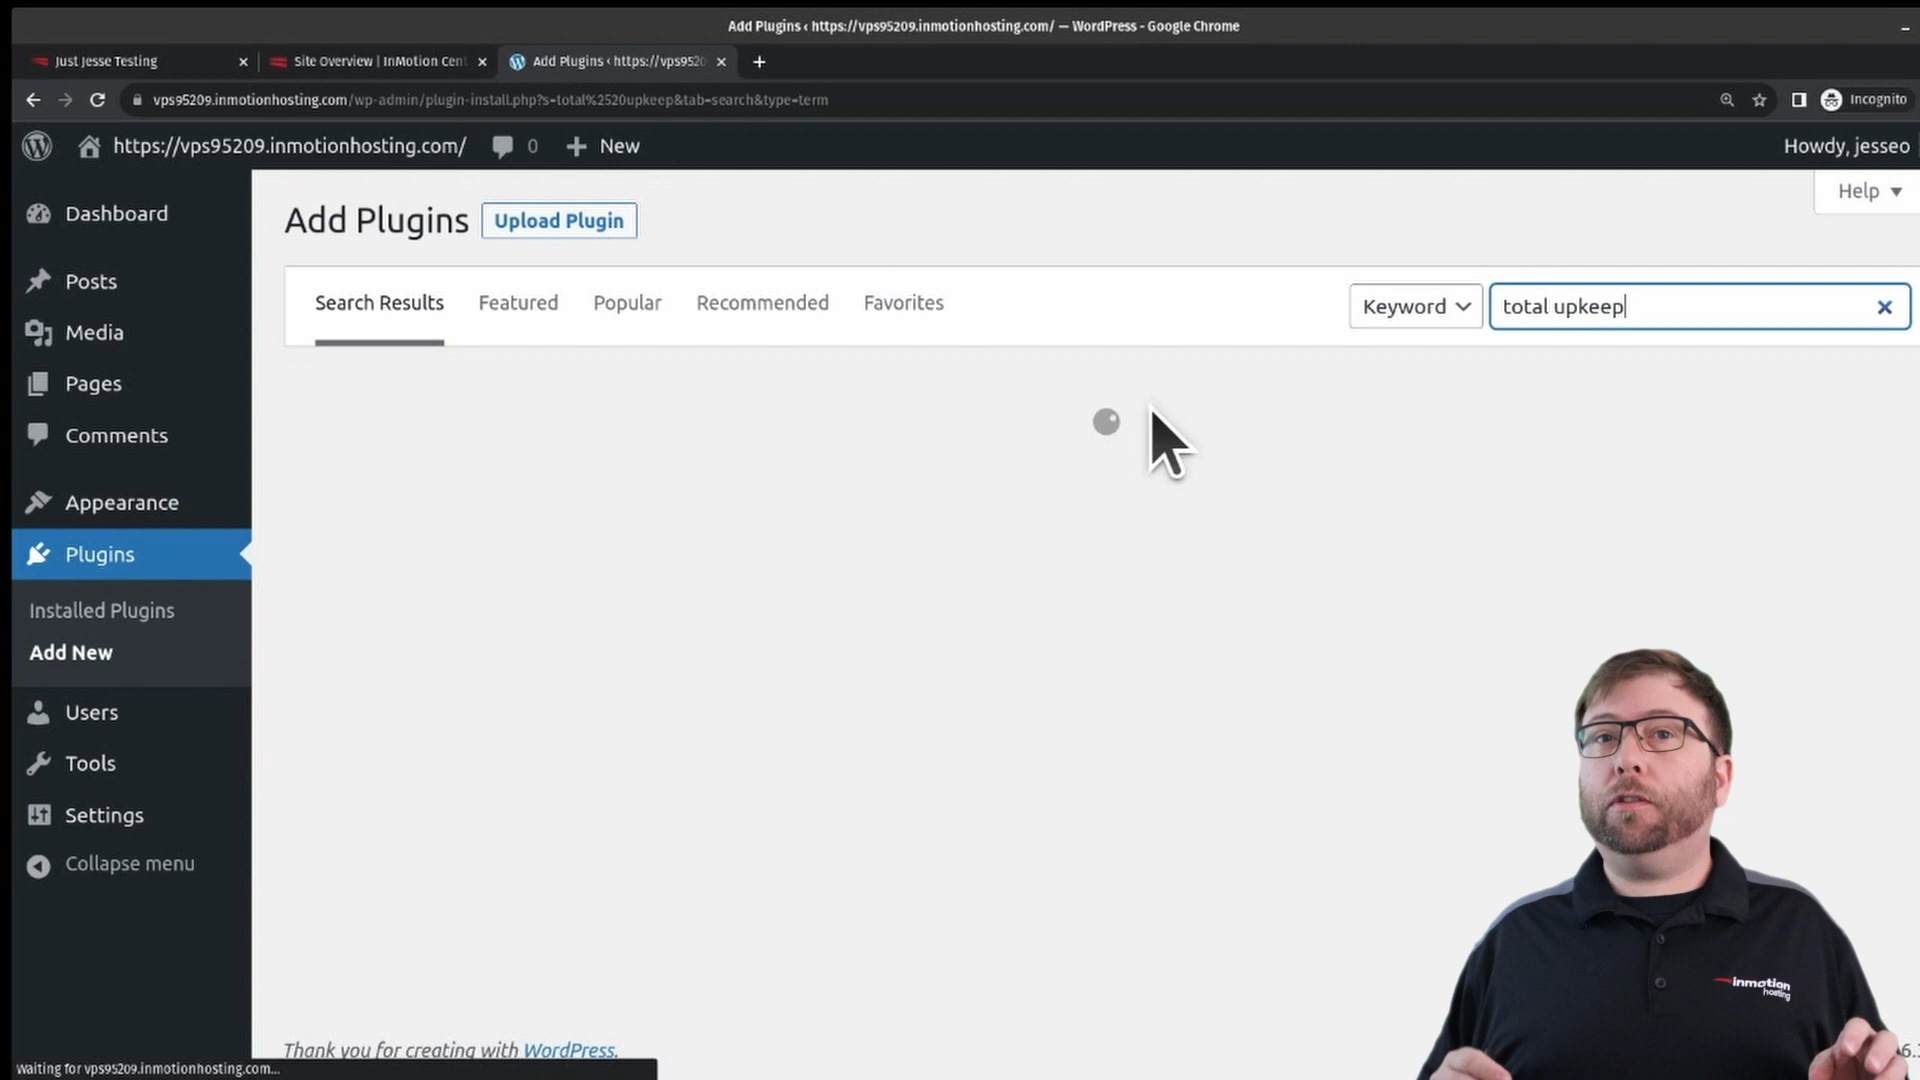 Add Plugins ‹ https://vps95209.inmotionhosting.com/ — WordPress - Google Chrome
Just Jesse Testing
Site Overview | InMotion Cent
Add Plugins ‹ https://vps9520
vps95209.inmotionhosting.com/wp-admin/plugin-install.php?s=total%2520upkeep&tab=search&type=term
Incognito
https://vps95209.inmotionhosting.com/
0
New
Howdy, jesseo
Help
Dashboard
Posts
Media
Pages
Comments
Appearance
Plugins
Installed Plugins
Add New
Users
Tools
Settings
Collapse menu
Add Plugins
Upload Plugin
Search Results
Featured
Popular
Recommended
Favorites
Keyword
total upkeep
inmotion
hosting
Thank you for creating with WordPress.
waiting for vps95209.inmotionhosting.com...